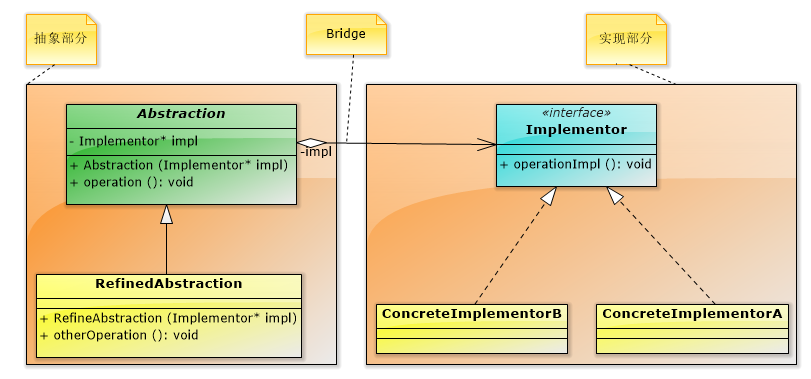 抽象部分
Bridge
实现部分
Abstraction
- Implementor* impl
+ Abstraction (Implementor* impl)
+ operation (): void
-impl
«interface»
Implementor
+ operationImpl (): void
RefinedAbstraction
+ RefineAbstraction (Implementor* impl)
+ otherOperation (): void
ConcreteImplementorB
ConcreteImplementorA